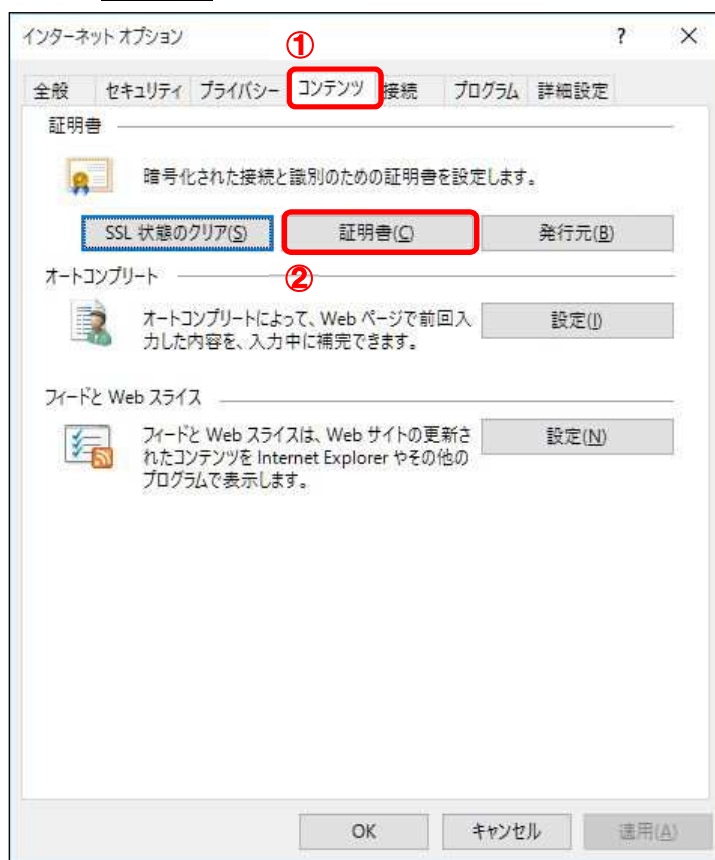 インターネット オプション
①
?
×
全般 セキュリティ プライバシー コンテンツ 接続 プログラム 詳細設定
証明書
暗号化された接続と識別のための証明書を設定します。
SSL 状態のクリア(S) 証明書(C) 発行元(B)
②
オートコンプリート
オートコンプリートによって、Web ページで前回入
力した内容を、入力中に補完できます。
設定(I)
フィードと Web スライス
フィードと Web スライスは、Web サイトの更新さ
れたコンテンツを Internet Explorer やその他の
プログラムで表示します。
設定(N)
OK キャンセル 適用(A)